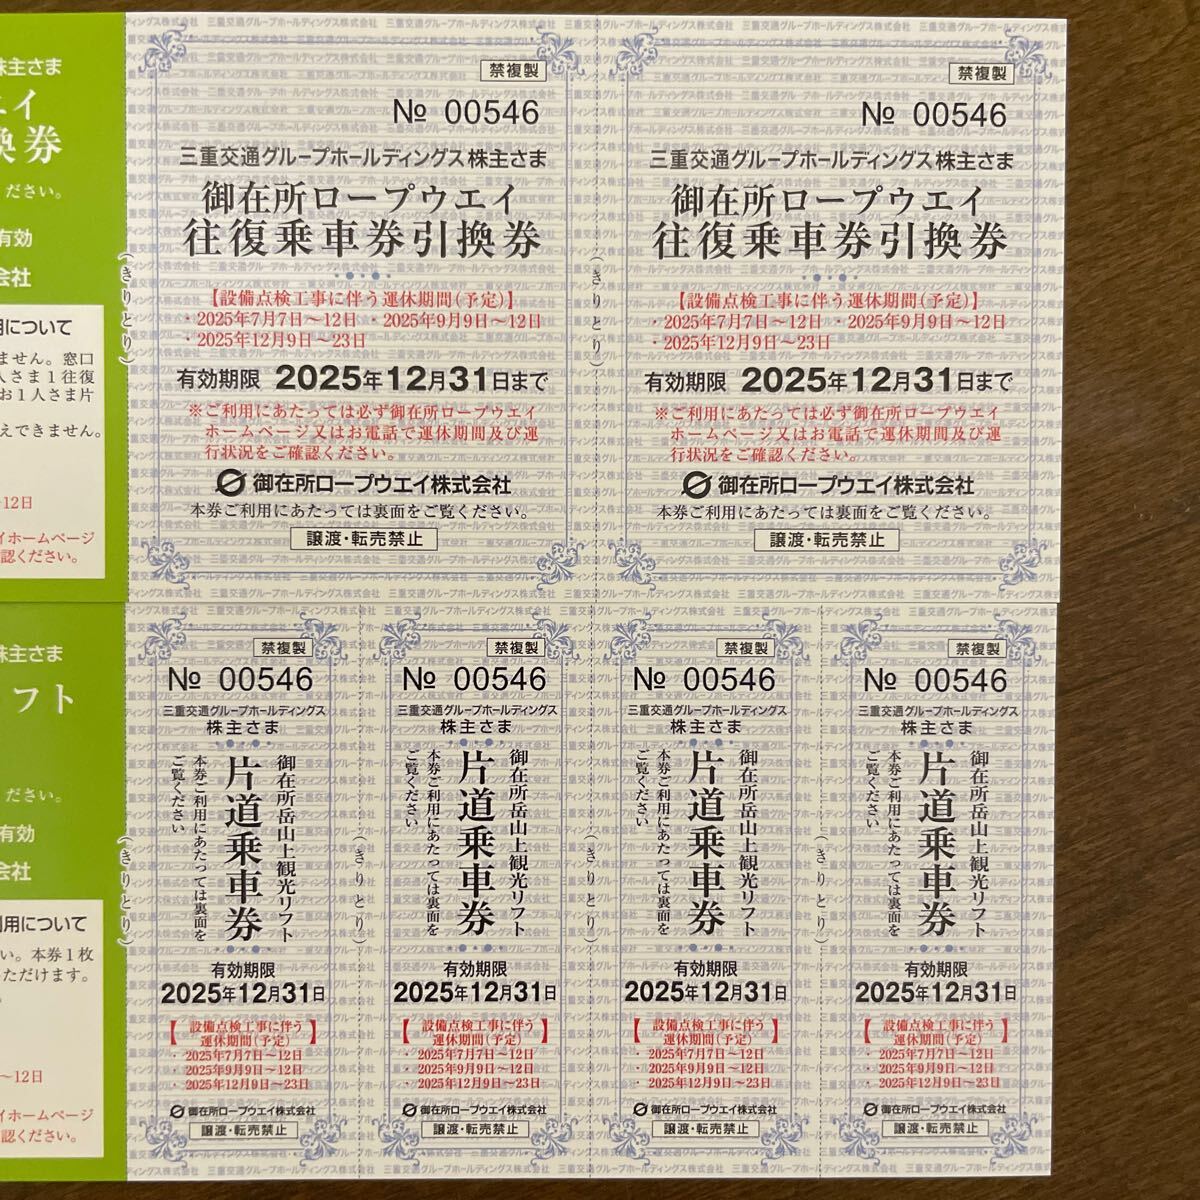 株主さま
エイ
換券
ださい。
有効
会社
用について
ません。窓口
人さま1往復
お1人さま片
えできません。
~12日
イホームページ
認ください。
禁複製
№ 00546
三重交通グループホールディングス株主さま
御在所ロープウエイ
往復乗車券引換券
【設備点検工事に伴う運休期間(予定)】
・2025年7月7日~12日 ・2025年9月9日~12日
・2025年12月9日~23日
有効期限 2025年12月31日まで
※ご利用にあたっては必ず御在所ロープウエイ
ホームページ又はお電話で運休期間及び運
行状況をご確認ください。
御在所ロープウエイ株式会社
本券ご利用にあたっては裏面をご覧ください。
譲渡・転売禁止
(きりとり)
禁複製
№ 00546
三重交通グループホールディングス株主さま
御在所ロープウエイ
往復乗車券引換券
【設備点検工事に伴う運休期間(予定)】
・2025年7月7日~12日 ・2025年9月9日~12日
・2025年12月9日~23日
有効期限 2025年12月31日まで
※ご利用にあたっては必ず御在所ロープウエイ
ホームページ又はお電話で運休期間及び運
行状況をご確認ください。
御在所ロープウエイ株式会社
本券ご利用にあたっては裏面をご覧ください。
譲渡・転売禁止
(きりとり)
株主さま
リフト
ださい。
有効
会社
用について
い。本券1枚
ただけます。
~12日
イホームページ
認ください。
(きりとり)
禁複製
№ 00546
三重交通グループホールディングス
株主さま
御在所岳山上観光リフト
片道乗車券
本券ご利用にあたっては裏面を
ご覧ください
有効期限
2025年12月31日
【設備点検工事に伴う
運休期間(予定)】
・2025年7月7日~12日
・2025年9月9日~12日
・2025年12月9日~23日
御在所ロープウエイ株式会社
譲渡・転売禁止
(きりとり)
禁複製
№ 00546
三重交通グループホールディングス
株主さま
御在所岳山上観光リフト
片道乗車券
本券ご利用にあたっては裏面を
ご覧ください
有効期限
2025年12月31日
【設備点検工事に伴う
運休期間(予定)】
・2025年7月7日~12日
・2025年9月9日~12日
・2025年12月9日~23日
御在所ロープウエイ株式会社
譲渡・転売禁止
(きりとり)
禁複製
№ 00546
三重交通グループホールディングス
株主さま
御在所岳山上観光リフト
片道乗車券
本券ご利用にあたっては裏面を
ご覧ください
有効期限
2025年12月31日
【設備点検工事に伴う
運休期間(予定)】
・2025年7月7日~12日
・2025年9月9日~12日
・2025年12月9日~23日
御在所ロープウエイ株式会社
譲渡・転売禁止
(きりとり)
禁複製
№ 00546
三重交通グループホールディングス
株主さま
御在所岳山上観光リフト
片道乗車券
本券ご利用にあたっては裏面を
ご覧ください
有効期限
2025年12月31日
【設備点検工事に伴う
運休期間(予定)】
・2025年7月7日~12日
・2025年9月9日~12日
・2025年12月9日~23日
御在所ロープウエイ株式会社
譲渡・転売禁止